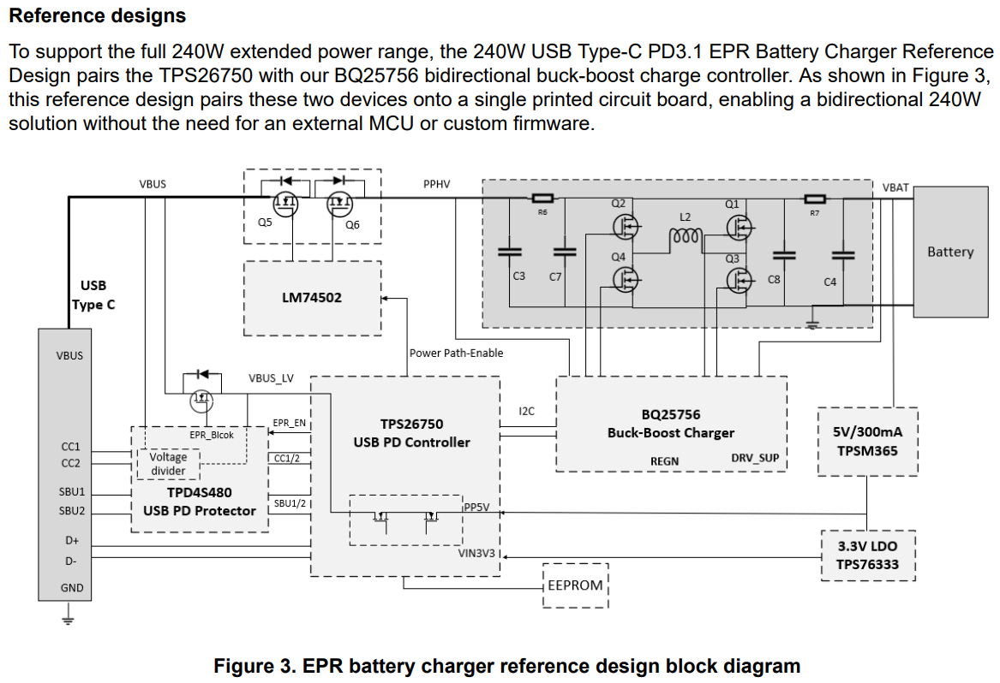 Reference designs
To support the full 240W extended power range, the 240W USB Type-C PD3.1 EPR Battery Charger Reference
Design pairs the TPS26750 with our BQ25756 bidirectional buck-boost charge controller. As shown in Figure 3,
this reference design pairs these two devices onto a single printed circuit board, enabling a bidirectional 240W
solution without the need for an external MCU or custom firmware.
VBUS
PPHV
VBAT
Q5
Q6
R6
Q2
L2
Q1
R7
Q4
Q3
C3
C7
C8
C4
Battery
USB
Type C
LM74502
Power Path-Enable
VBUS
VBUS_LV
EPR_EN
EPR_Blcok
CC1
CC2
Voltage
divider
CC1/2
TPS26750
USB PD Controller
I2C
BQ25756
Buck-Boost Charger
REGN
DRV_SUP
5V/300mA
TPSM365
SBU1
SBU2
TPD4S480
USB PD Protector
SBU1/2
PP5V
D+
D-
VIN3V3
3.3V LDO
TPS76333
GND
EEPROM
Figure 3. EPR battery charger reference design block diagram